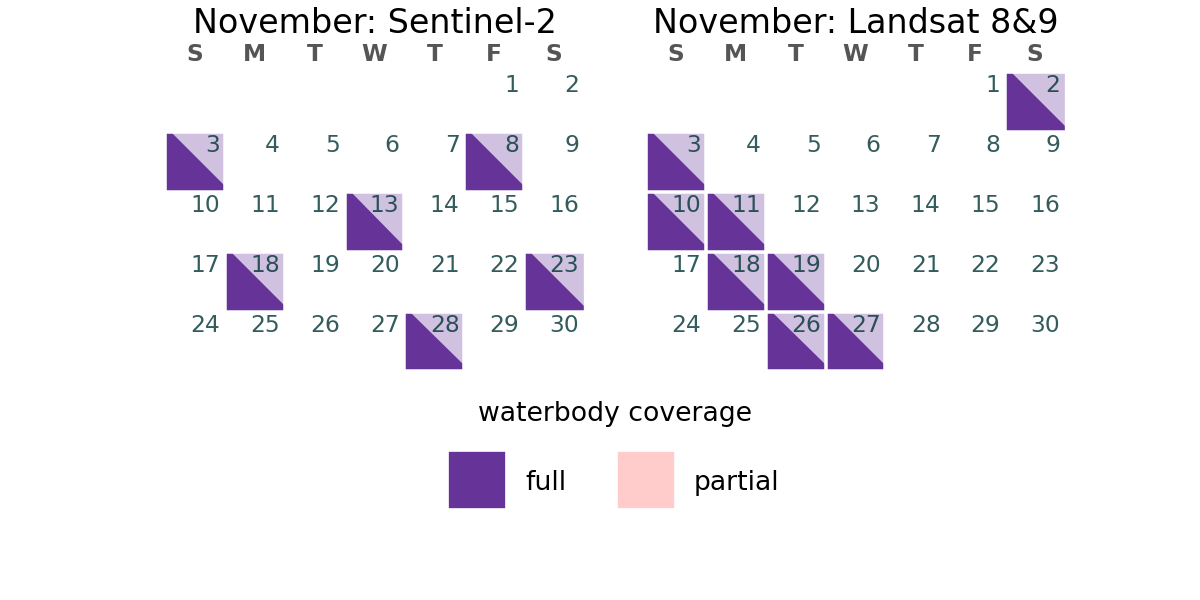 November: Sentinel-2
S M T W T F S
1 2
3 4 5 6 7 8 9
10 11 12 13 14 15 16
17 18 19 20 21 22 23
24 25 26 27 28 29 30
November: Landsat 8&9
S M T W T F S
1 2
3 4 5 6 7 8 9
10 11 12 13 14 15 16
17 18 19 20 21 22 23
24 25 26 27 28 29 30
waterbody coverage
full partial